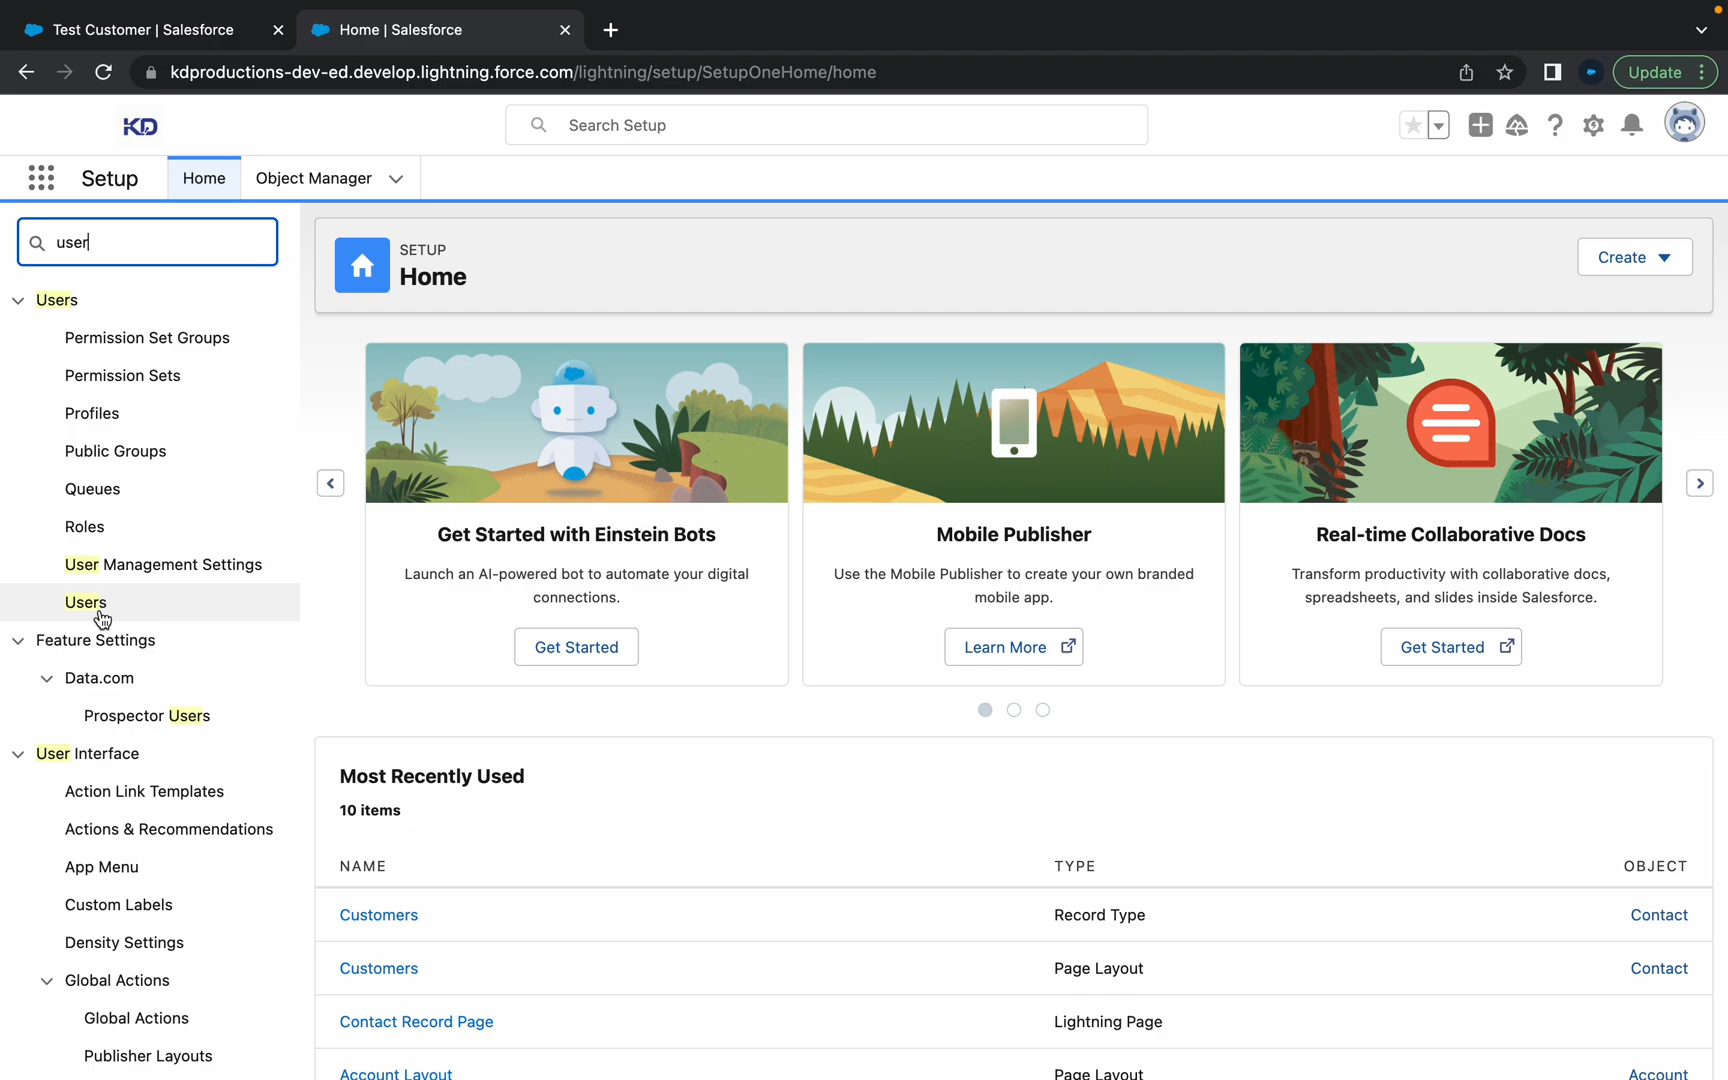 Test Customer | Salesforce
Home | Salesforce
kdproductions-dev-ed.develop.lightning.force.com/lightning/setup/SetupOneHome/home
Update
KD
Search Setup
Setup
Home
Object Manager
user
Users
Permission Set Groups
Permission Sets
Profiles
Public Groups
Queues
Roles
User Management Settings
Users
Feature Settings
Data.com
Prospector Users
User Interface
Action Link Templates
Actions & Recommendations
App Menu
Custom Labels
Density Settings
Global Actions
Global Actions
Publisher Layouts
SETUP
Home
Create
Get Started with Einstein Bots
Launch an AI-powered bot to automate your digital
connections.
Get Started
Mobile Publisher
Use the Mobile Publisher to create your own branded
mobile app.
Learn More
Real-time Collaborative Docs
Transform productivity with collaborative docs,
spreadsheets, and slides inside Salesforce.
Get Started
Most Recently Used
10 items
NAME TYPE OBJECT
Customers Record Type Contact
Customers Page Layout Contact
Contact Record Page Lightning Page
Account Layout Page Layout Account